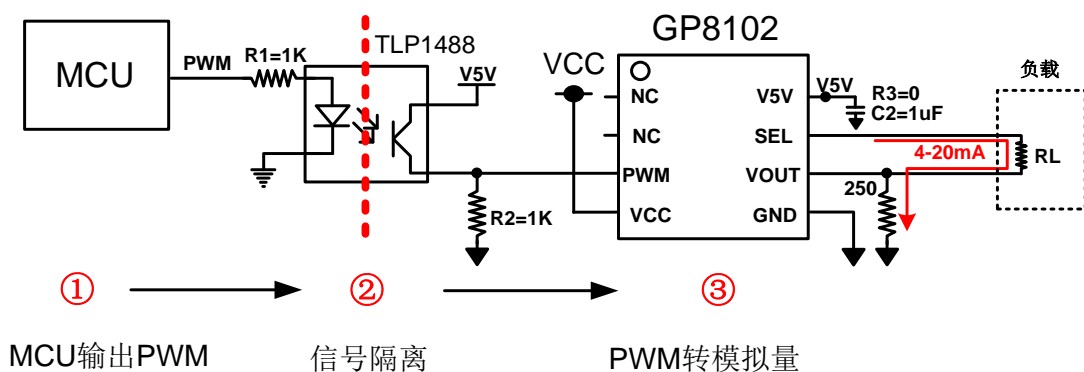 MCU
PWM
R1=1K
TLP1488
V5V
R2=1K
GP8102
VCC
NC
NC
PWM
VCC
V5V
SEL
VOUT
GND
V5V
R3=0
C2=1uF
4-20mA
250
负载
RL
①
②
③
MCU输出PWM
信号隔离
PWM转模拟量